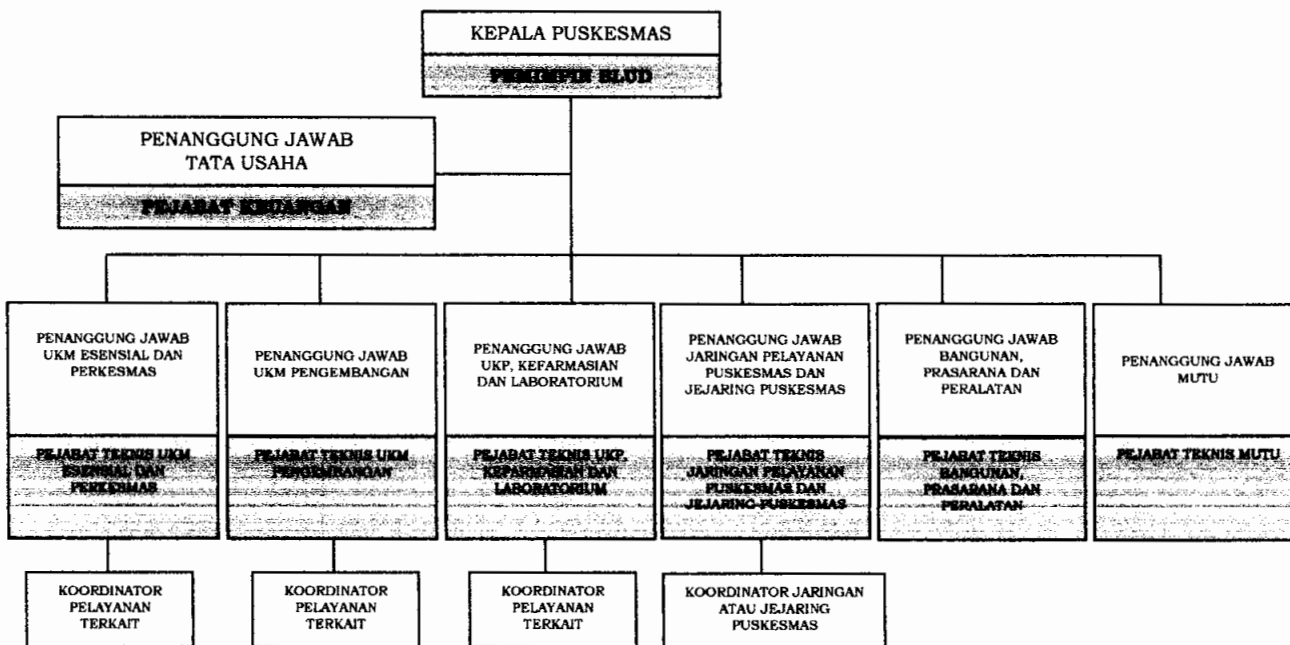 KEPALA PUSKESMAS
PEMIMPIN BLUD
PENANGGUNG JAWAB
TATA USAHA
PEJABAT KEUANGAN
PENANGGUNG JAWAB
UKM ESENSIAL DAN
PERKESMAS
PEJABAT TEKNIS UKM
ESENSIAL DAN
PERKESMAS
PENANGGUNG JAWAB
UKM PENGEMBANGAN
PEJABAT TEKNIS UKM
PENGEMBANGAN
PENANGGUNG JAWAB
UKP, KEFARMASIAN
DAN LABORATORIUM
PEJABAT TEKNIS UKP,
KEFARMASIAN DAN
LABORATORIUM
PENANGGUNG JAWAB
JARINGAN PELAYANAN
PUSKESMAS DAN
JEJARING PUSKESMAS
PEJABAT TEKNIS
JARINGAN PELAYANAN
PUSKESMAS DAN
JEJARING PUSKESMAS
PENANGGUNG JAWAB
BANGUNAN,
PRASARANA DAN
PERALATAN
PEJABAT TEKNIS
BANGUNAN,
PRASARANA DAN
PERALATAN
PENANGGUNG JAWAB
MUTU
PEJABAT TEKNIS MUTU
KOORDINATOR
PELAYANAN
TERKAIT
KOORDINATOR
PELAYANAN
TERKAIT
KOORDINATOR
PELAYANAN
TERKAIT
KOORDINATOR JARINGAN
ATAU JEJARING
PUSKESMAS